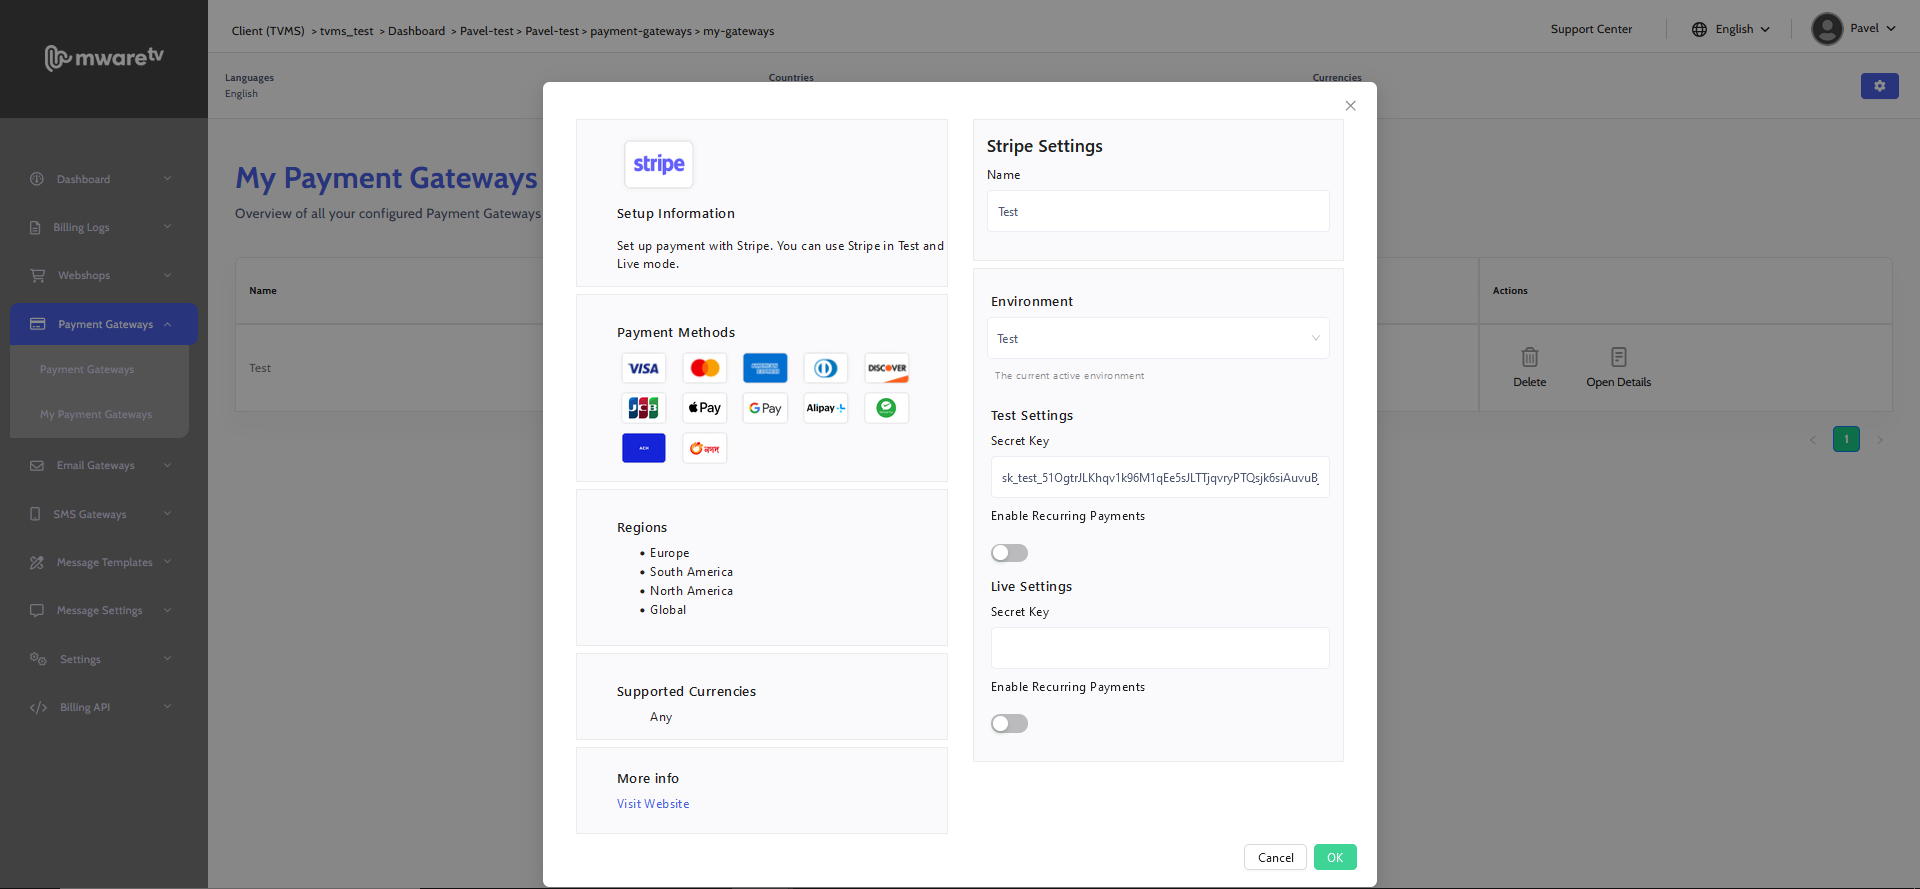 mwaretv
Client (TVMS) > tvms_test > Dashboard > Pavel-test > Pavel-test > payment-gateways > my-gateways
Support Center
English
Pavel
Languages
English
Countries
Currencies
Dashboard
Billing Logs
Webshops
Payment Gateways
Payment Gateways
My Payment Gateways
Email Gateways
SMS Gateways
Message Templates
Message Settings
Settings
Billing API
My Payment Gateways
Overview of all your configured Payment Gateways
Name
Actions
Test
Delete
Open Details
1
stripe
Setup Information
Set up payment with Stripe. You can use Stripe in Test and
Live mode.
Payment Methods
VISA
AMERICAN EXPRESS
DISCOVER
JCB
Pay
G Pay
Alipay+
ACH
নগদ
Regions
• Europe
• South America
• North America
• Global
Supported Currencies
Any
More info
Visit Website
Stripe Settings
Name
Test
Environment
Test
The current active environment
Test Settings
Secret Key
sk_test_51OgtrJLKhqv1k96M1qEe5sJLTTjqvryPTQsjk6siAuvuB
Enable Recurring Payments
Live Settings
Secret Key
Enable Recurring Payments
Cancel
OK